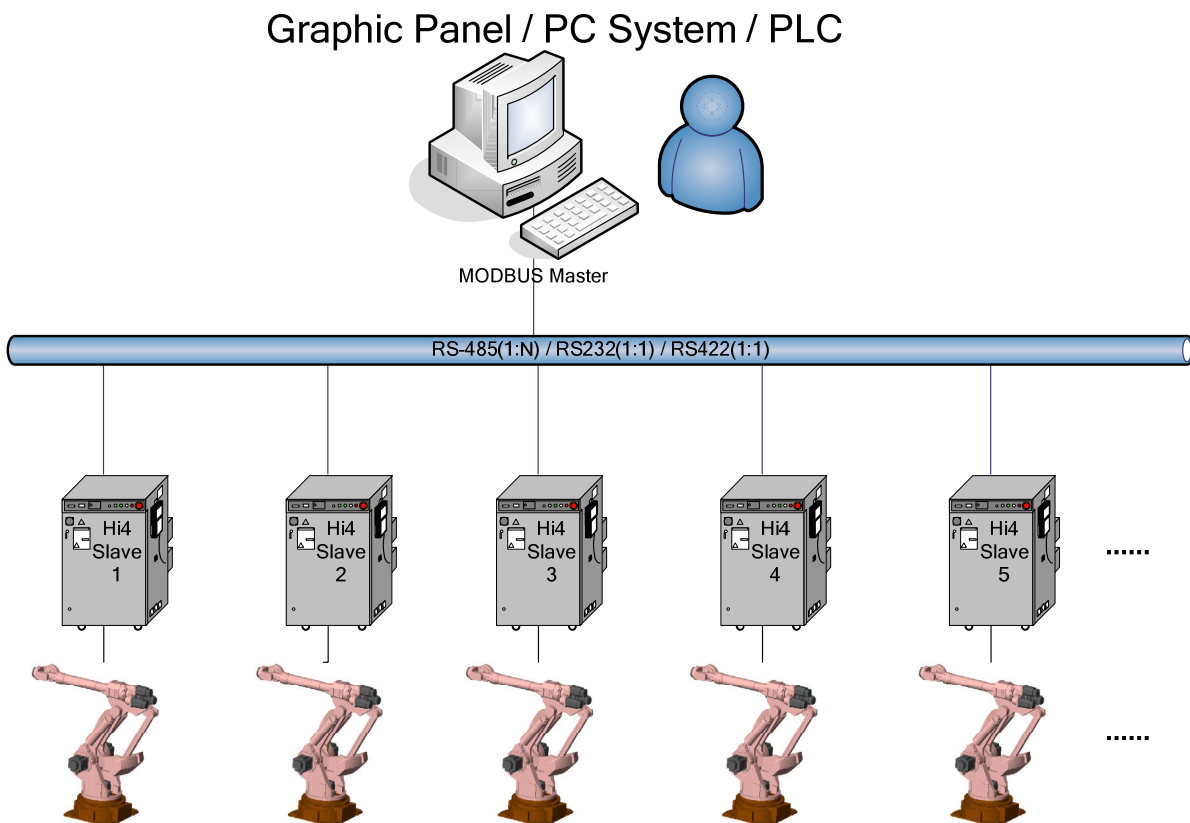 Graphic Panel / PC System / PLC
MODBUS Master
RS-485(1:N) / RS232(1:1) / RS422(1:1)
Hi4
Slave
1
Hi4
Slave
2
Hi4
Slave
3
Hi4
Slave
4
Hi4
Slave
5
......
......